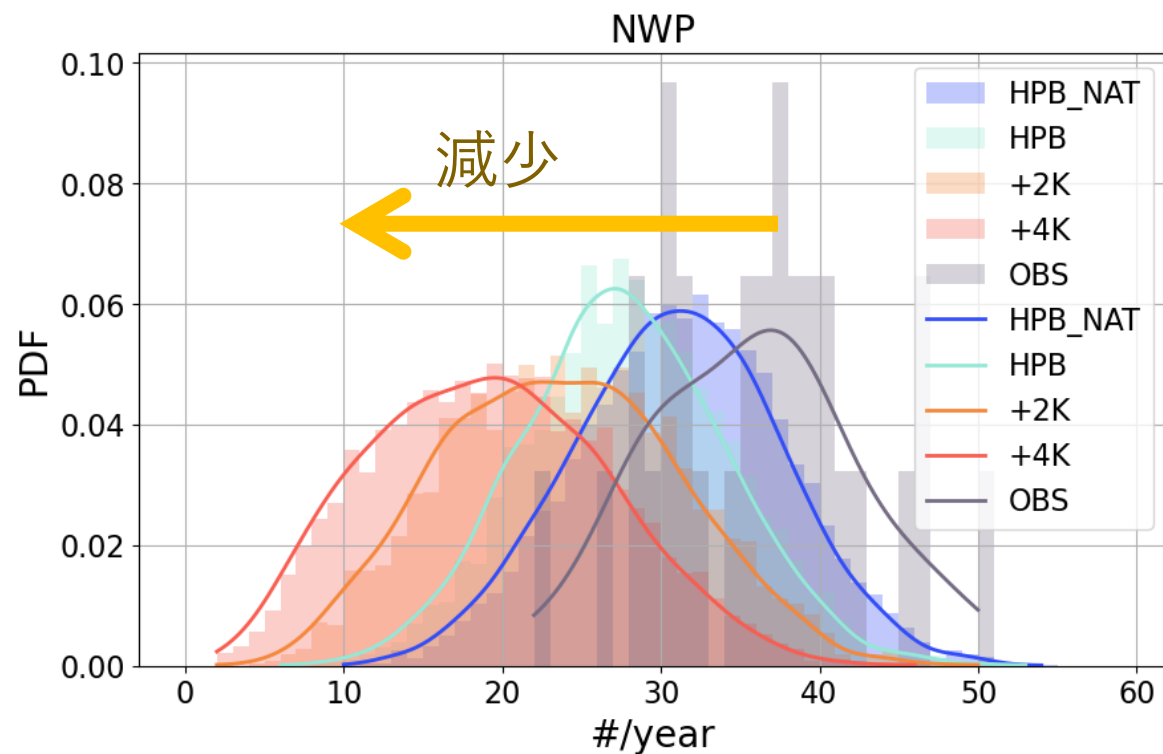 NWP
減少
PDF
0.10
0.08
0.06
0.04
0.02
0.00
0 10 20 30 40 50 60
#/year
HPB_NAT
HPB
+2K
+4K
OBS
HPB_NAT
HPB
+2K
+4K
OBS